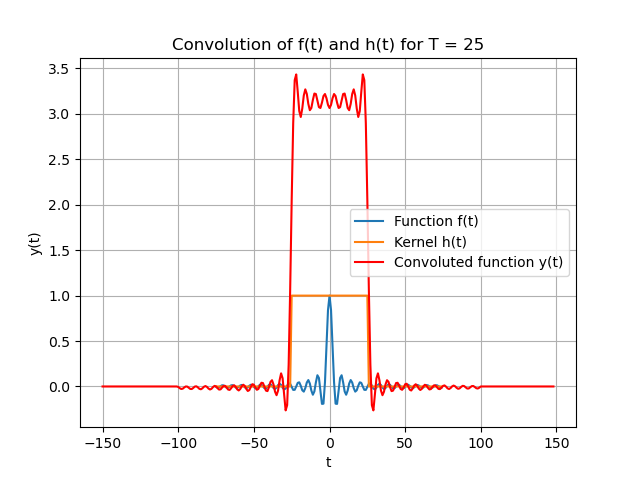 Convolution of f(t) and h(t) for T = 25
3.5
3.0
2.5
2.0
1.5
1.0
0.5
0.0
y(t)
Function f(t)
Kernel h(t)
Convoluted function y(t)
−150 −100 −50 0 50 100 150
t